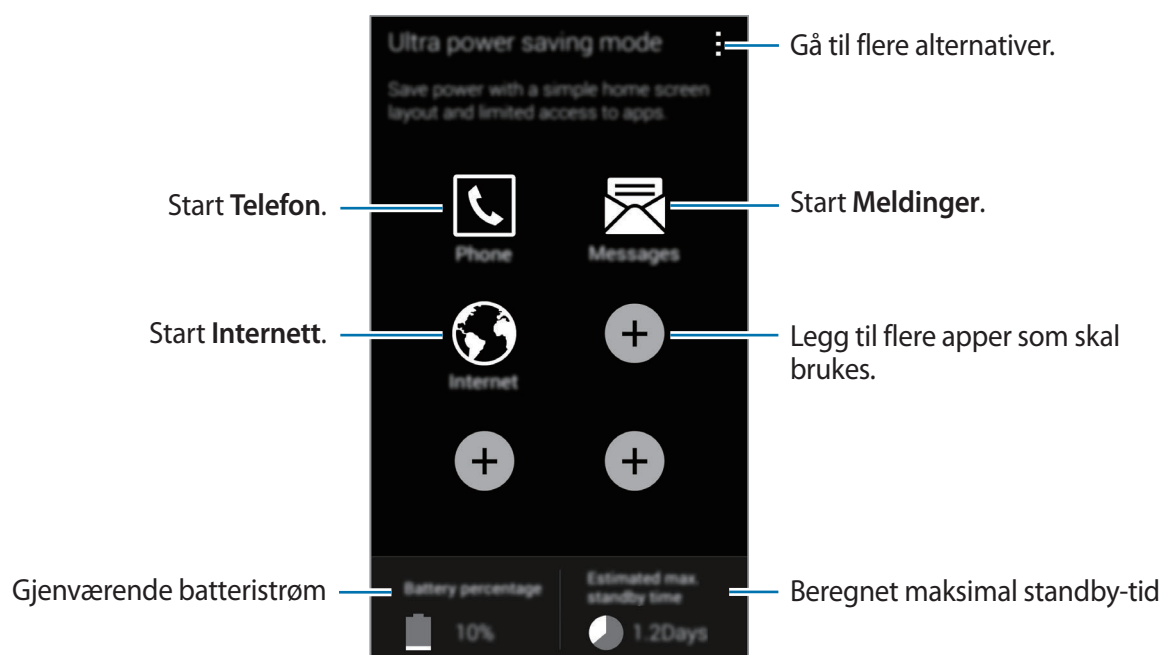 Ultra power saving mode
Gå til flere alternativer.
Save power with a simple home screen
layout and limited access to apps.
Start Telefon.
Start Meldinger.
Phone
Messages
Start Internett.
Legg til flere apper som skal
brukes.
Internet
Gjenværende batteristrøm
Battery percentage
10%
Estimated max.
standby time
1.2Days
Beregnet maksimal standby-tid